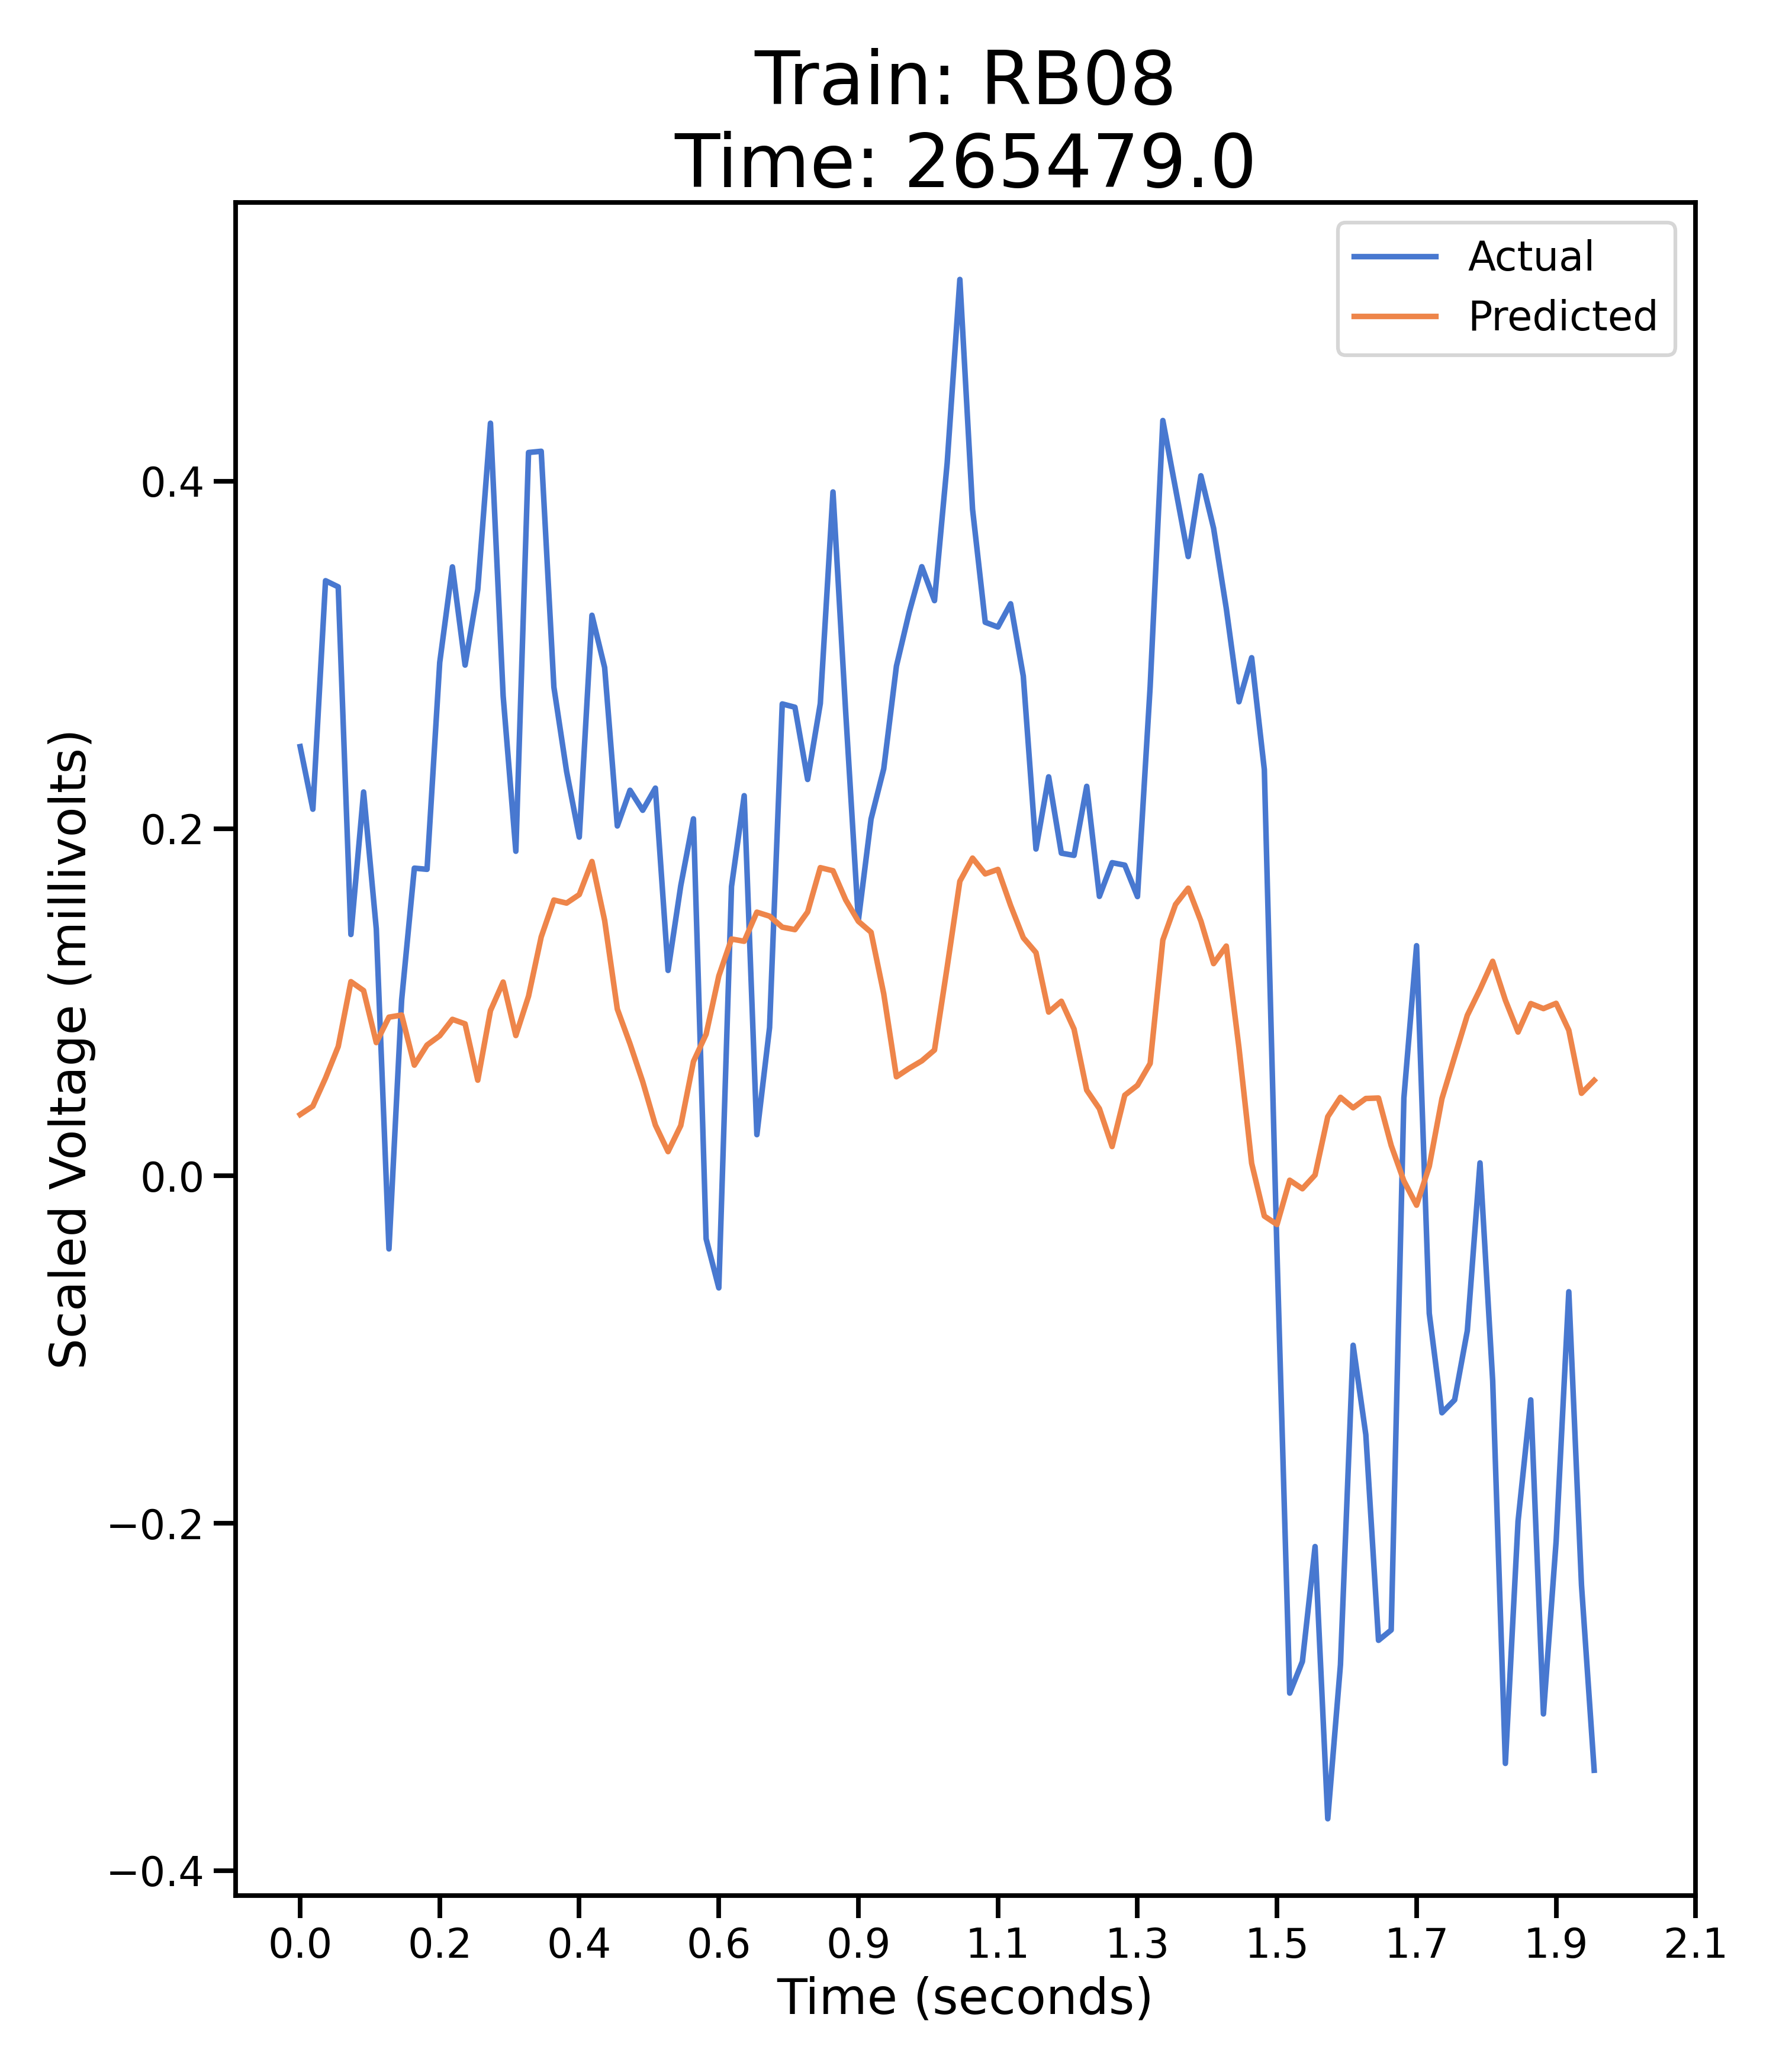 Train: RB08
Time: 265479.0
Actual
Predicted
Scaled Voltage (millivolts)
0.4
0.2
0.0
−0.2
−0.4
0.0 0.2 0.4 0.6 0.9 1.1 1.3 1.5 1.7 1.9 2.1
Time (seconds)